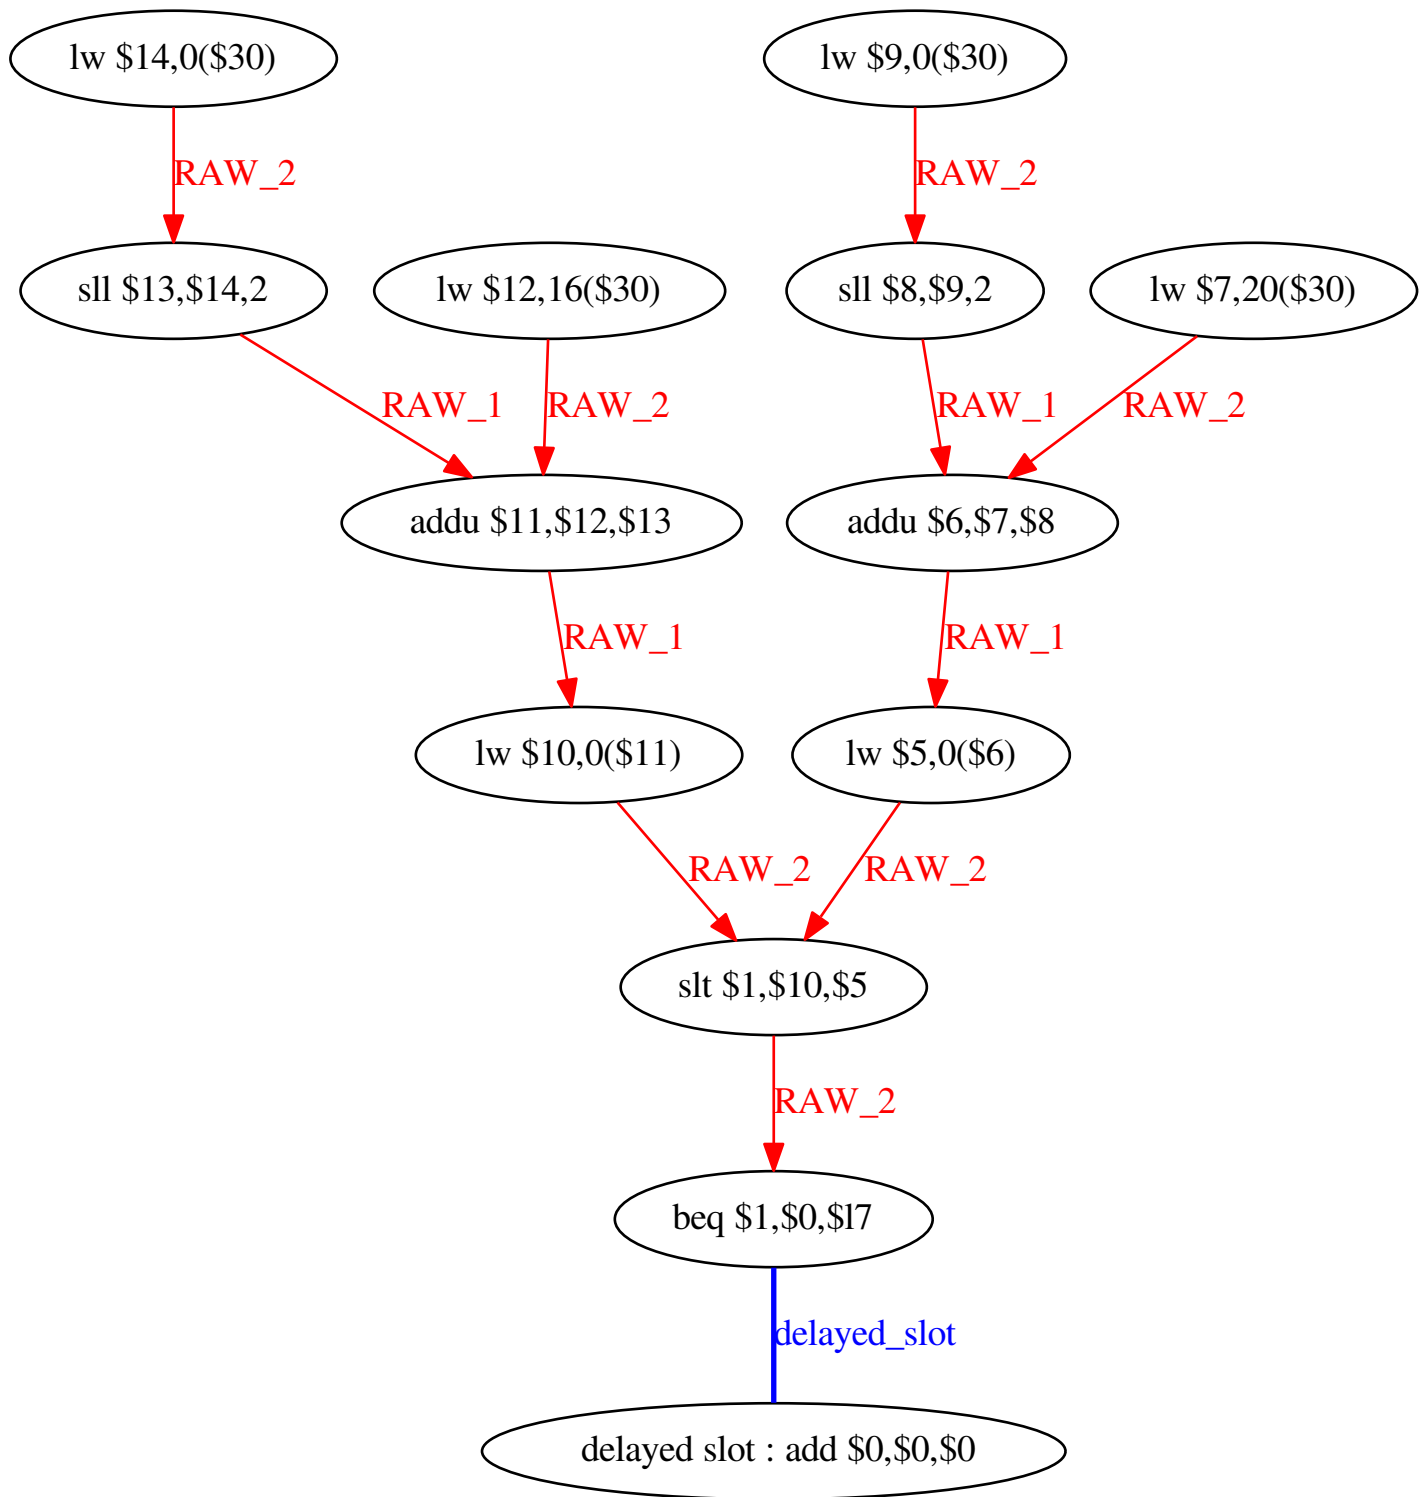 lw $14,0($30)
lw $9,0($30)
RAW_2
RAW_2
sll $13,$14,2
lw $12,16($30)
sll $8,$9,2
lw $7,20($30)
RAW_1
RAW_2
RAW_1
RAW_2
addu $11,$12,$13
addu $6,$7,$8
RAW_1
RAW_1
lw $10,0($11)
lw $5,0($6)
RAW_2
RAW_2
slt $1,$10,$5
RAW_2
beq $1,$0,$l7
delayed_slot
delayed slot : add $0,$0,$0